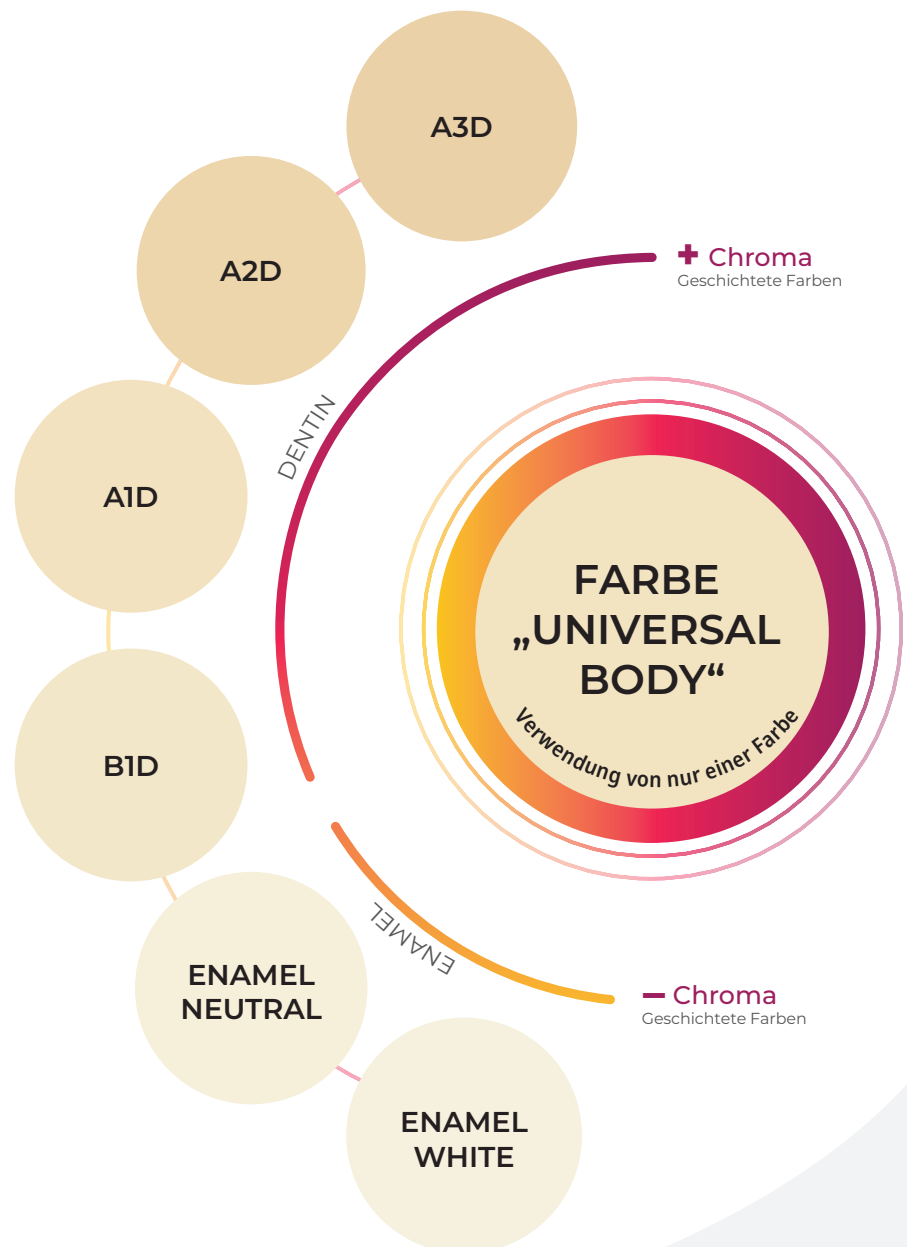 A3D
A2D
+ Chroma
Geschichtete Farben
DENTIN
A1D
FARBE
„UNIVERSAL
BODY“
Verwendung von nur einer Farbe
B1D
ENAMEL
ENAMEL
NEUTRAL
– Chroma
Geschichtete Farben
ENAMEL
WHITE